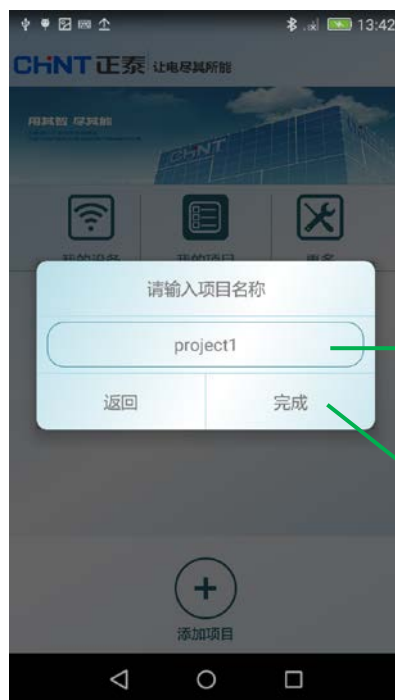 13:42
CHNT 正泰 让电尽其所能
用其智 尽其能
CHNT
我的设备 我的项目 更多
请输入项目名称
project1
返回 完成
添加项目